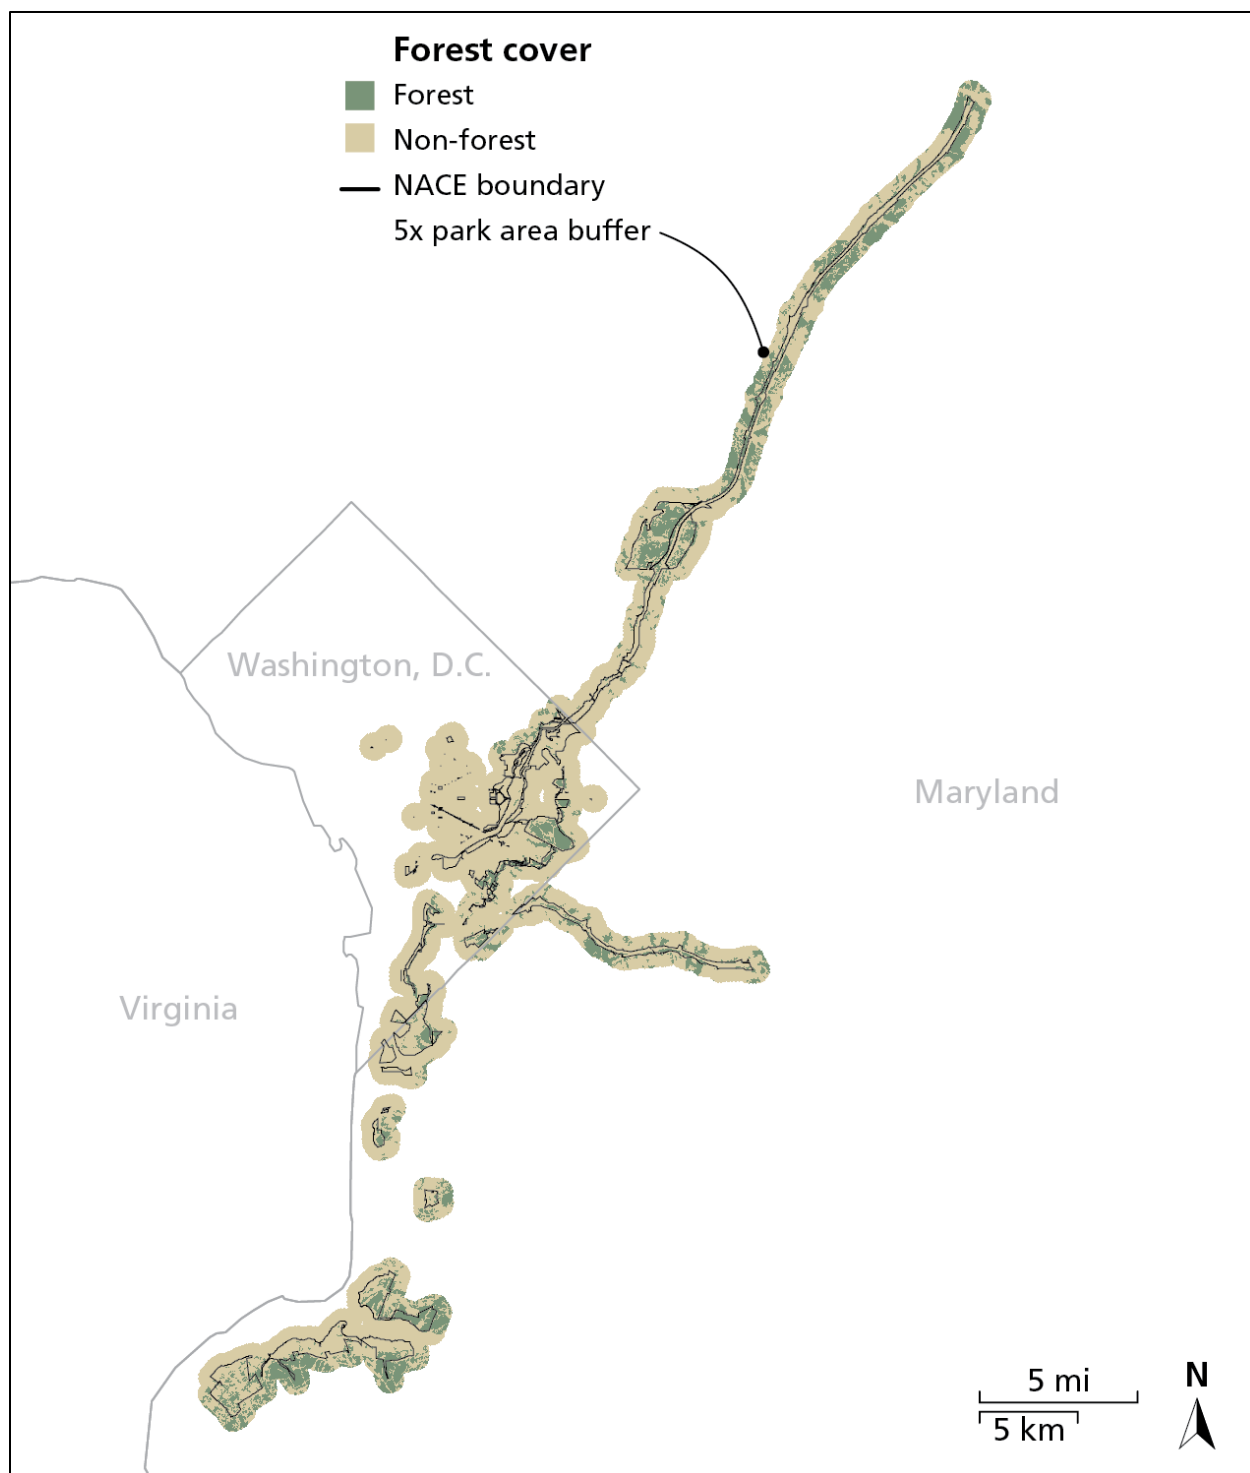 Forest cover
Forest
Non-forest
NACE boundary
5x park area buffer
Washington, D.C.
Maryland
Virginia
5 mi
5 km
N